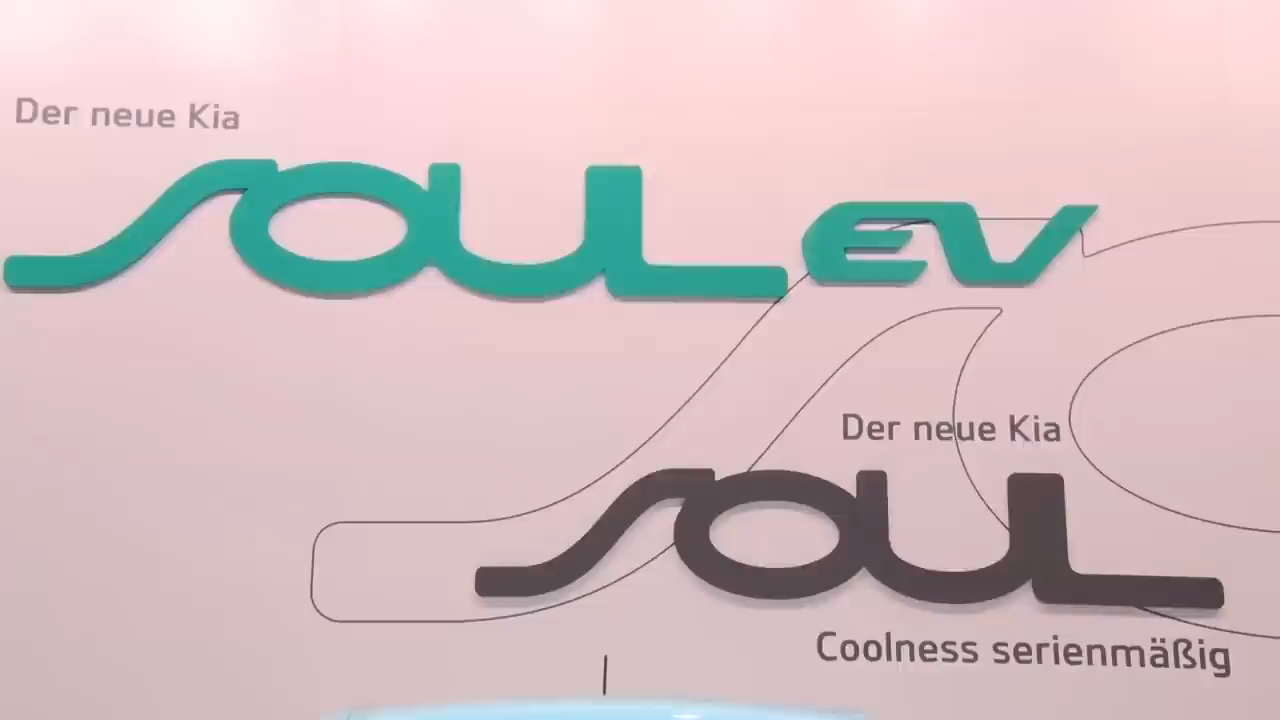 Der neue Kia
SOUL EV
Der neue Kia
SOUL
Coolness serienmäßig